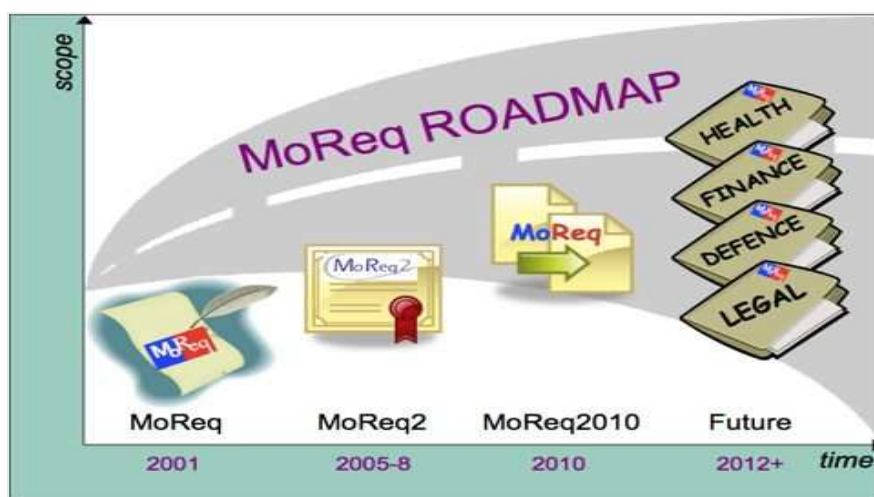 scope
MoReq ROADMAP
HEALTH
FINANCE
DEFENCE
LEGAL
MoReq
MoReq2
MoReq
MoReq MoReq2 MoReq2010 Future
2001 2005-8 2010 2012+ time